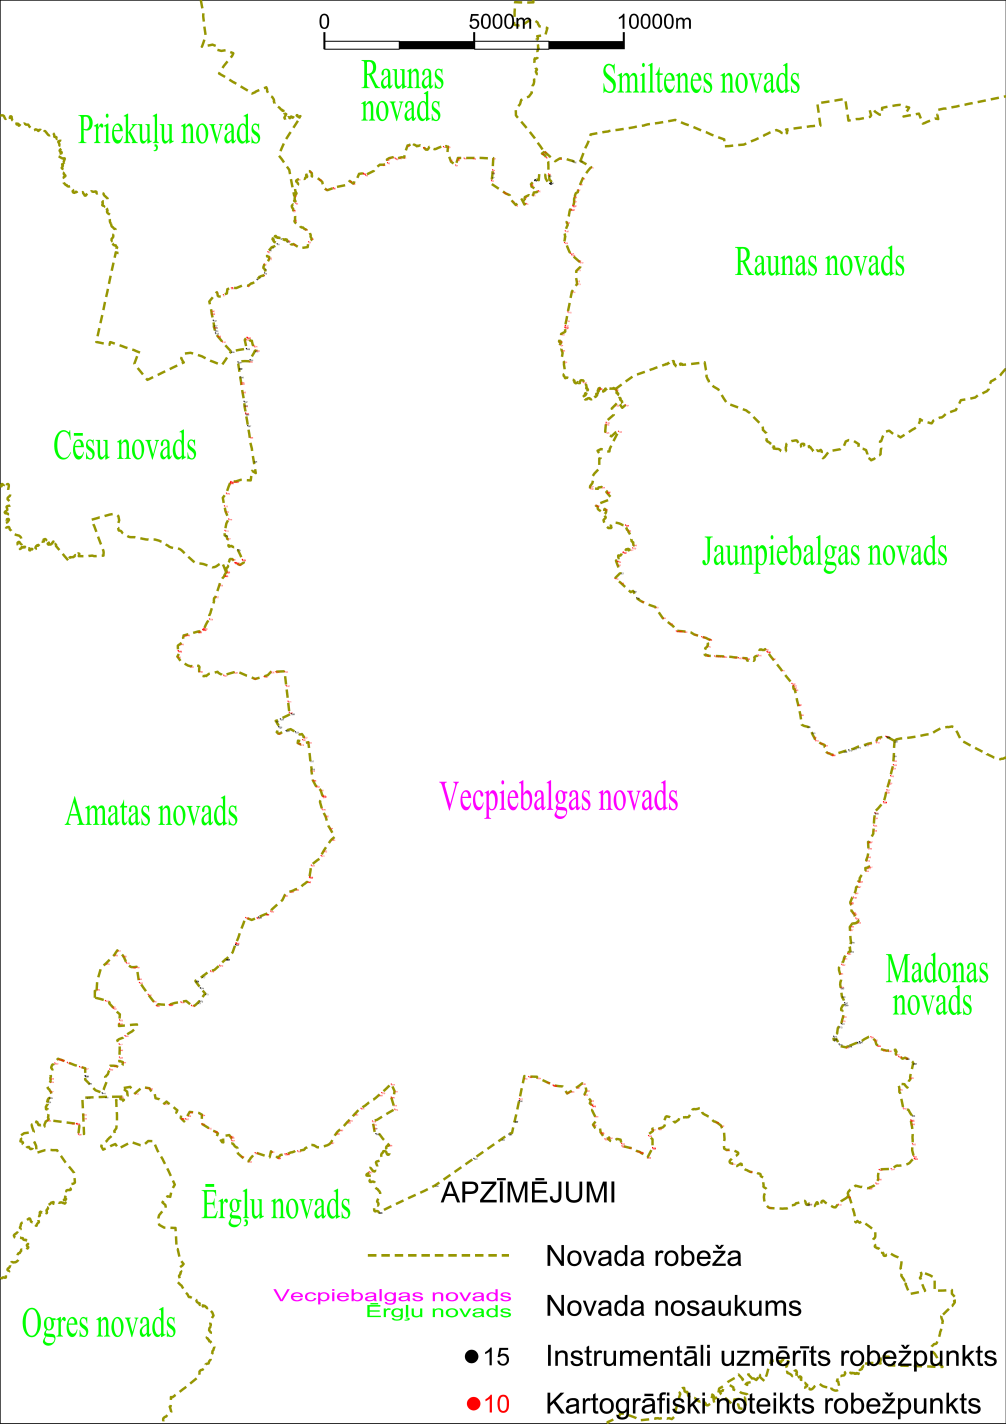 0 5000m 10000m
Raunas
novads
Smiltenes novads
Priekuļu novads
Raunas novads
Cēsu novads
Jaunpiebalgas novads
Vecpiebalgas novads
Amatas novads
Madonas
novads
APZĪMĒJUMI
Ērgļu novads
Novada robeža
Vecpiebalgas novads
Ērgļu novads
Novada nosaukums
Ogres novads
15 Instrumentāli uzmērīts robežpunkts
10 Kartogrāfiski noteikts robežpunkts